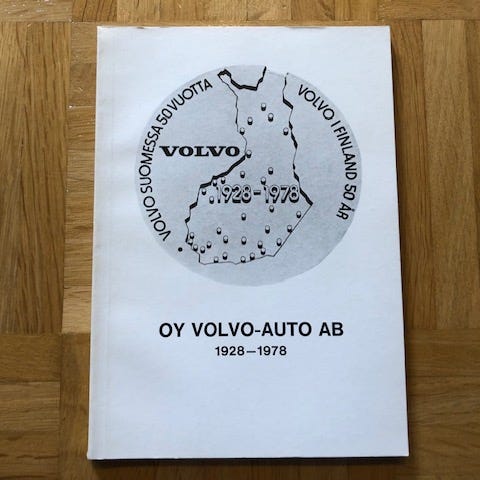 VOLVO SUOMESSA 50 VUOTTA
VOLVO I FINLAND 50 ÅR
VOLVO
1928-1978
OY VOLVO-AUTO AB
1928-1978